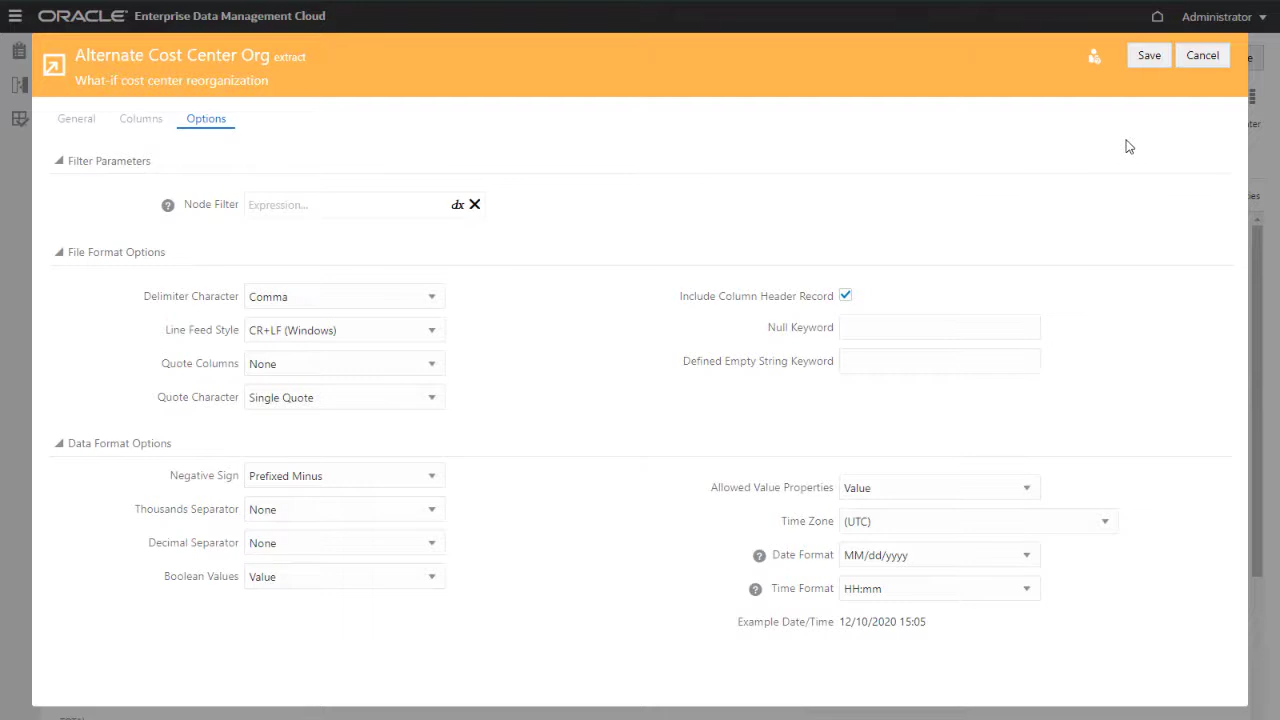 ORACLE® Enterprise Data Management Cloud
Administrator
Alternate Cost Center Org extract
What-if cost center reorganization
Save
Cancel
General
Columns
Options
Filter Parameters
? Node Filter
Expression...
dx
File Format Options
Delimiter Character
Comma
Include Column Header Record
Line Feed Style
CR+LF (Windows)
Null Keyword
Quote Columns
None
Defined Empty String Keyword
Quote Character
Single Quote
Data Format Options
Negative Sign
Prefixed Minus
Allowed Value Properties
Value
Thousands Separator
None
Time Zone
(UTC)
Decimal Separator
None
? Date Format
MM/dd/yyyy
Boolean Values
Value
? Time Format
HH:mm
Example Date/Time
12/10/2020 15:05